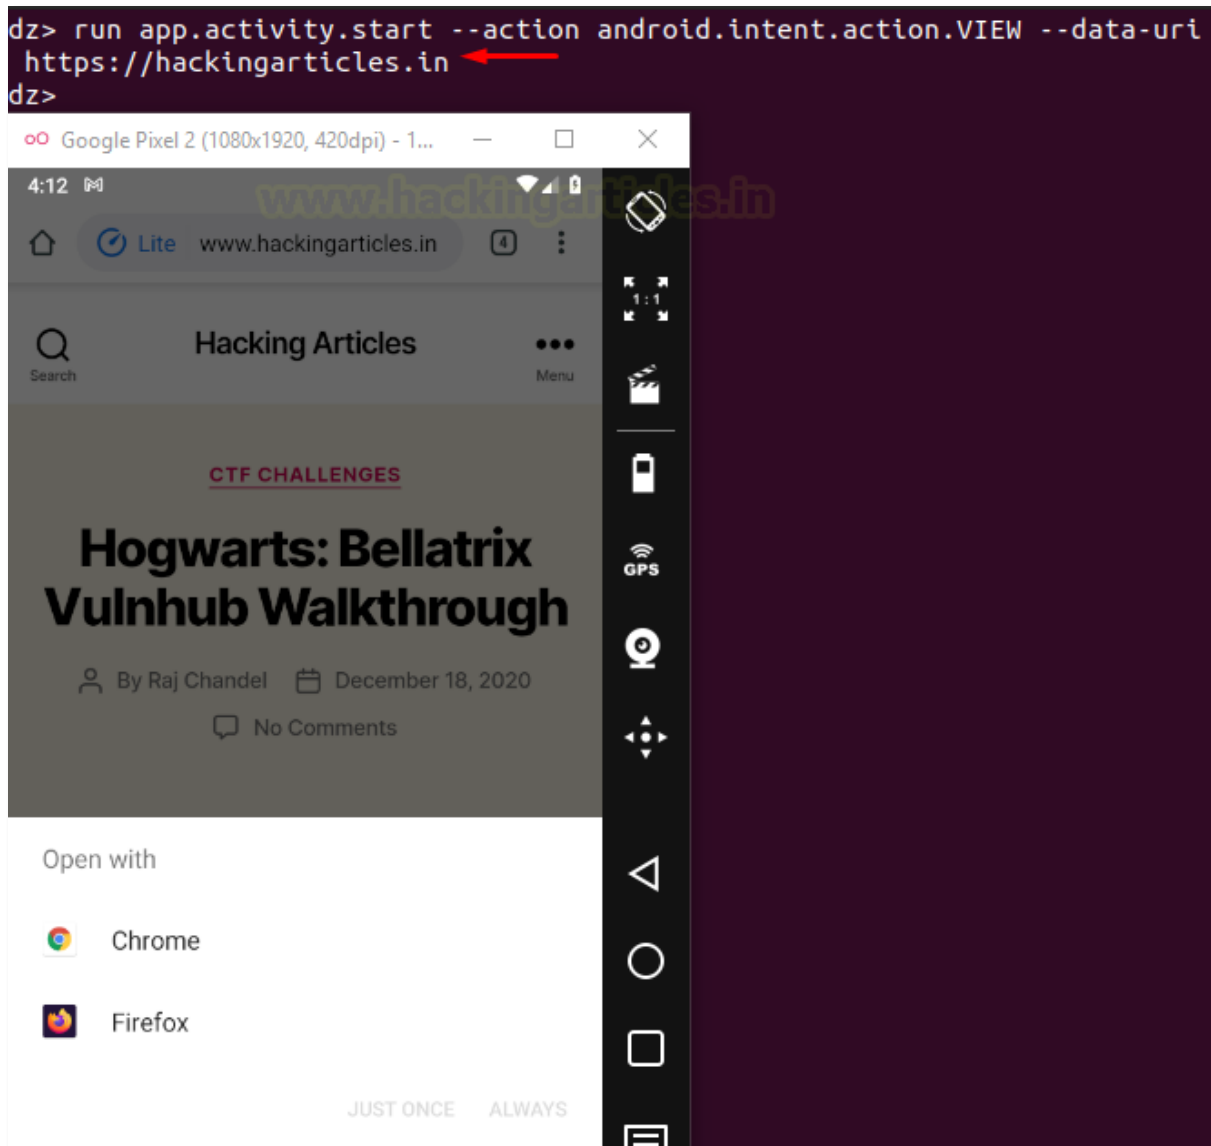 dz> run app.activity.start --action android.intent.action.VIEW --data-uri
https://hackingarticles.in
dz>
Google Pixel 2 (1080x1920, 420dpi) - 1...
4:12
www.hackingarticles.in
Lite www.hackingarticles.in 4
1:1
Hacking Articles
Search
Menu
CTF CHALLENGES
Hogwarts: Bellatrix
Vulnhub Walkthrough
GPS
By Raj Chandel December 18, 2020
No Comments
Open with
Chrome
Firefox
JUST ONCE ALWAYS